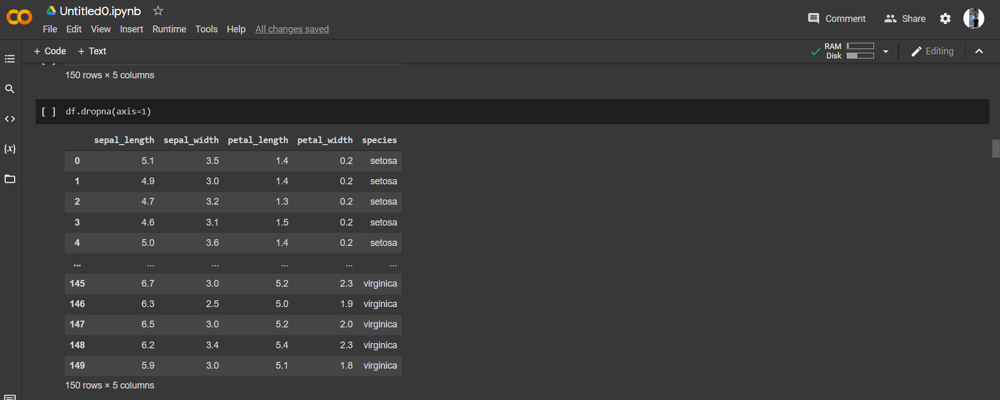 Untitled0.ipynb
File Edit View Insert Runtime Tools Help All changes saved
Comment Share
+ Code + Text
RAM
Disk
Editing
150 rows × 5 columns
[ ] df.dropna(axis=1)
sepal_length sepal_width petal_length petal_width species
0 5.1 3.5 1.4 0.2 setosa
1 4.9 3.0 1.4 0.2 setosa
2 4.7 3.2 1.3 0.2 setosa
3 4.6 3.1 1.5 0.2 setosa
4 5.0 3.6 1.4 0.2 setosa
... ... ... ... ... ...
145 6.7 3.0 5.2 2.3 virginica
146 6.3 2.5 5.0 1.9 virginica
147 6.5 3.0 5.2 2.0 virginica
148 6.2 3.4 5.4 2.3 virginica
149 5.9 3.0 5.1 1.8 virginica
150 rows × 5 columns
{x}